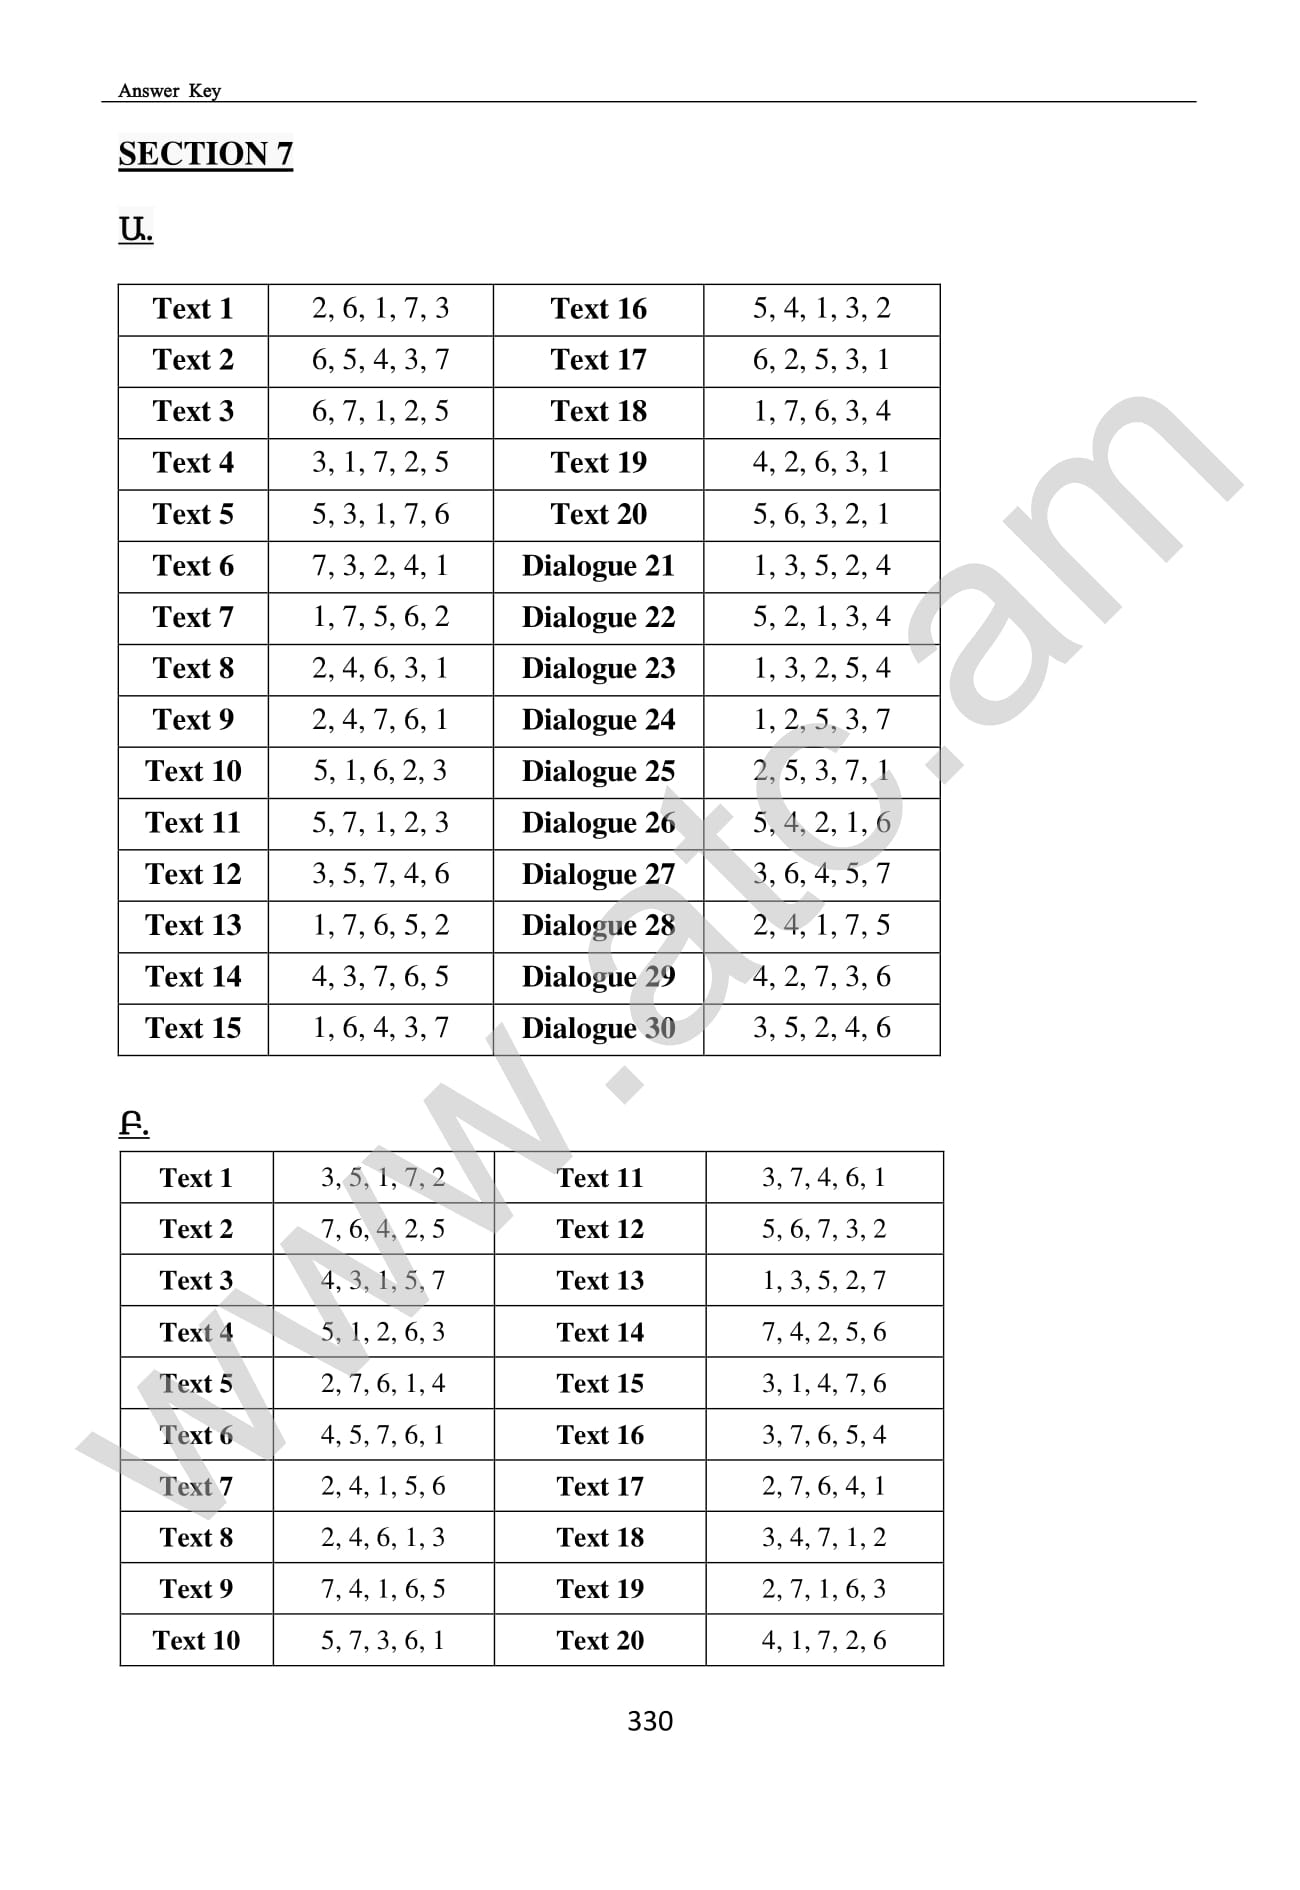 Answer Key
SECTION 7
Ա.
Text 1 2, 6, 1, 7, 3 Text 16 5, 4, 1, 3, 2
Text 2 6, 5, 4, 3, 7 Text 17 6, 2, 5, 3, 1
Text 3 6, 7, 1, 2, 5 Text 18 1, 7, 6, 3, 4
Text 4 3, 1, 7, 2, 5 Text 19 4, 2, 6, 3, 1
Text 5 5, 3, 1, 7, 6 Text 20 5, 6, 3, 2, 1
Text 6 7, 3, 2, 4, 1 Dialogue 21 1, 3, 5, 2, 4
Text 7 1, 7, 5, 6, 2 Dialogue 22 5, 2, 1, 3, 4
Text 8 2, 4, 6, 3, 1 Dialogue 23 1, 3, 2, 5, 4
Text 9 2, 4, 7, 6, 1 Dialogue 24 1, 2, 5, 3, 7
Text 10 5, 1, 6, 2, 3 Dialogue 25 2, 5, 3, 7, 1
Text 11 5, 7, 1, 2, 3 Dialogue 26 5, 4, 2, 1, 6
Text 12 3, 5, 7, 4, 6 Dialogue 27 3, 6, 4, 5, 7
Text 13 1, 7, 6, 5, 2 Dialogue 28 2, 4, 1, 7, 5
Text 14 4, 3, 7, 6, 5 Dialogue 29 4, 2, 7, 3, 6
Text 15 1, 6, 4, 3, 7 Dialogue 30 3, 5, 2, 4, 6
Բ.
Text 1 3, 5, 1, 7, 2 Text 11 3, 7, 4, 6, 1
Text 2 7, 6, 4, 2, 5 Text 12 5, 6, 7, 3, 2
Text 3 4, 3, 1, 5, 7 Text 13 1, 3, 5, 2, 7
Text 4 5, 1, 2, 6, 3 Text 14 7, 4, 2, 5, 6
Text 5 2, 7, 6, 1, 4 Text 15 3, 1, 4, 7, 6
Text 6 4, 5, 7, 6, 1 Text 16 3, 7, 6, 5, 4
Text 7 2, 4, 1, 5, 6 Text 17 2, 7, 6, 4, 1
Text 8 2, 4, 6, 1, 3 Text 18 3, 4, 7, 1, 2
Text 9 7, 4, 1, 6, 5 Text 19 2, 7, 1, 6, 3
Text 10 5, 7, 3, 6, 1 Text 20 4, 1, 7, 2, 6
330
www.atc.am